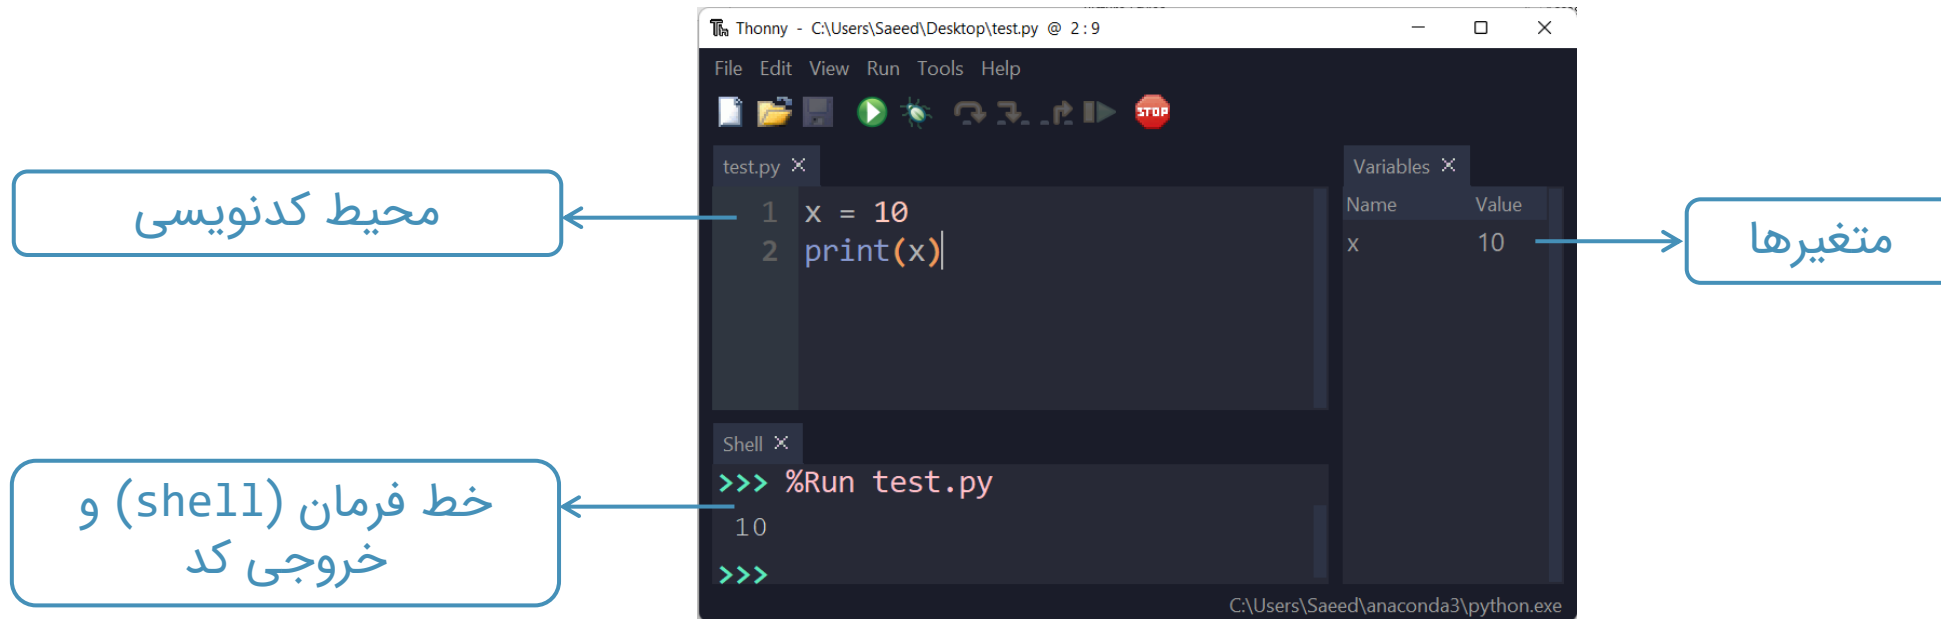 Thonny - C:\Users\Saeed\Desktop\test.py @ 2:9
File Edit View Run Tools Help
STOP
test.py
1 x = 10
2 print(x)
Variables
Name Value
x 10
Shell
>>> %Run test.py
10
>>>
C:\Users\Saeed\anaconda3\python.exe
محیط کدنویسی
متغیرها
خط فرمان (shell) و
خروجی کد